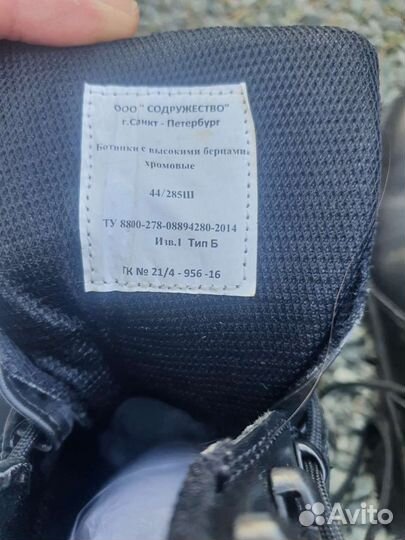 ООО " СОДРУЖЕСТВО"
г.Санкт - Петербург
Ботинки с высокими берцами
хромовые
44/285Ш
ТУ 8800-278-08894280-2014
Изв.1 Тип Б
ГК № 21/4 - 956 -16
Avito